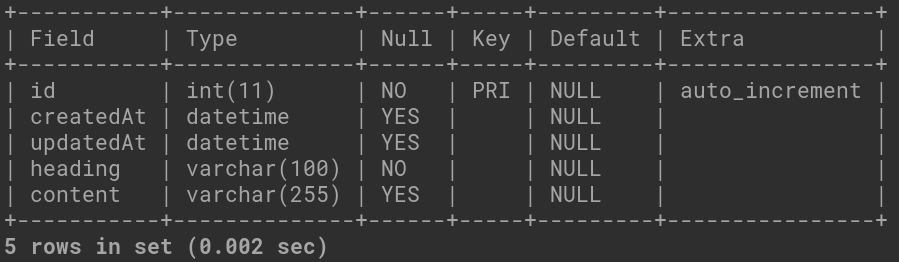 +-----------+--------------+------+-----+---------+----------------+
| Field     | Type         | Null | Key | Default | Extra          |
+-----------+--------------+------+-----+---------+----------------+
| id        | int(11)      | NO   | PRI | NULL    | auto_increment |
| createdAt | datetime     | YES  |     | NULL    |                |
| updatedAt | datetime     | YES  |     | NULL    |                |
| heading   | varchar(100) | NO   |     | NULL    |                |
| content   | varchar(255) | YES  |     | NULL    |                |
+-----------+--------------+------+-----+---------+----------------+
5 rows in set (0.002 sec)